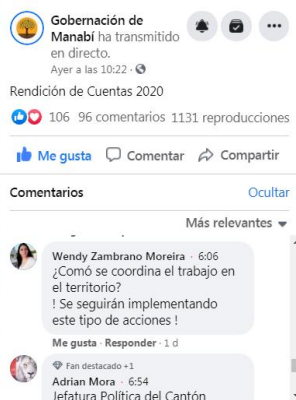 Gobernación de
Manabí ha transmitido
en directo.
Ayer a las 10:22 ·
Rendición de Cuentas 2020
106 96 comentarios 1131 reproducciones
Me gusta Comentar Compartir
Comentarios Ocultar
Más relevantes
Wendy Zambrano Moreira · 6:06
¿Comó se coordina el trabajo en
el territorio?
! Se seguirán implementando
este tipo de acciones !
Me gusta · Responder · 1 d
Fan destacado +1
Adrian Mora · 6:54
Jefatura Política del Cantón